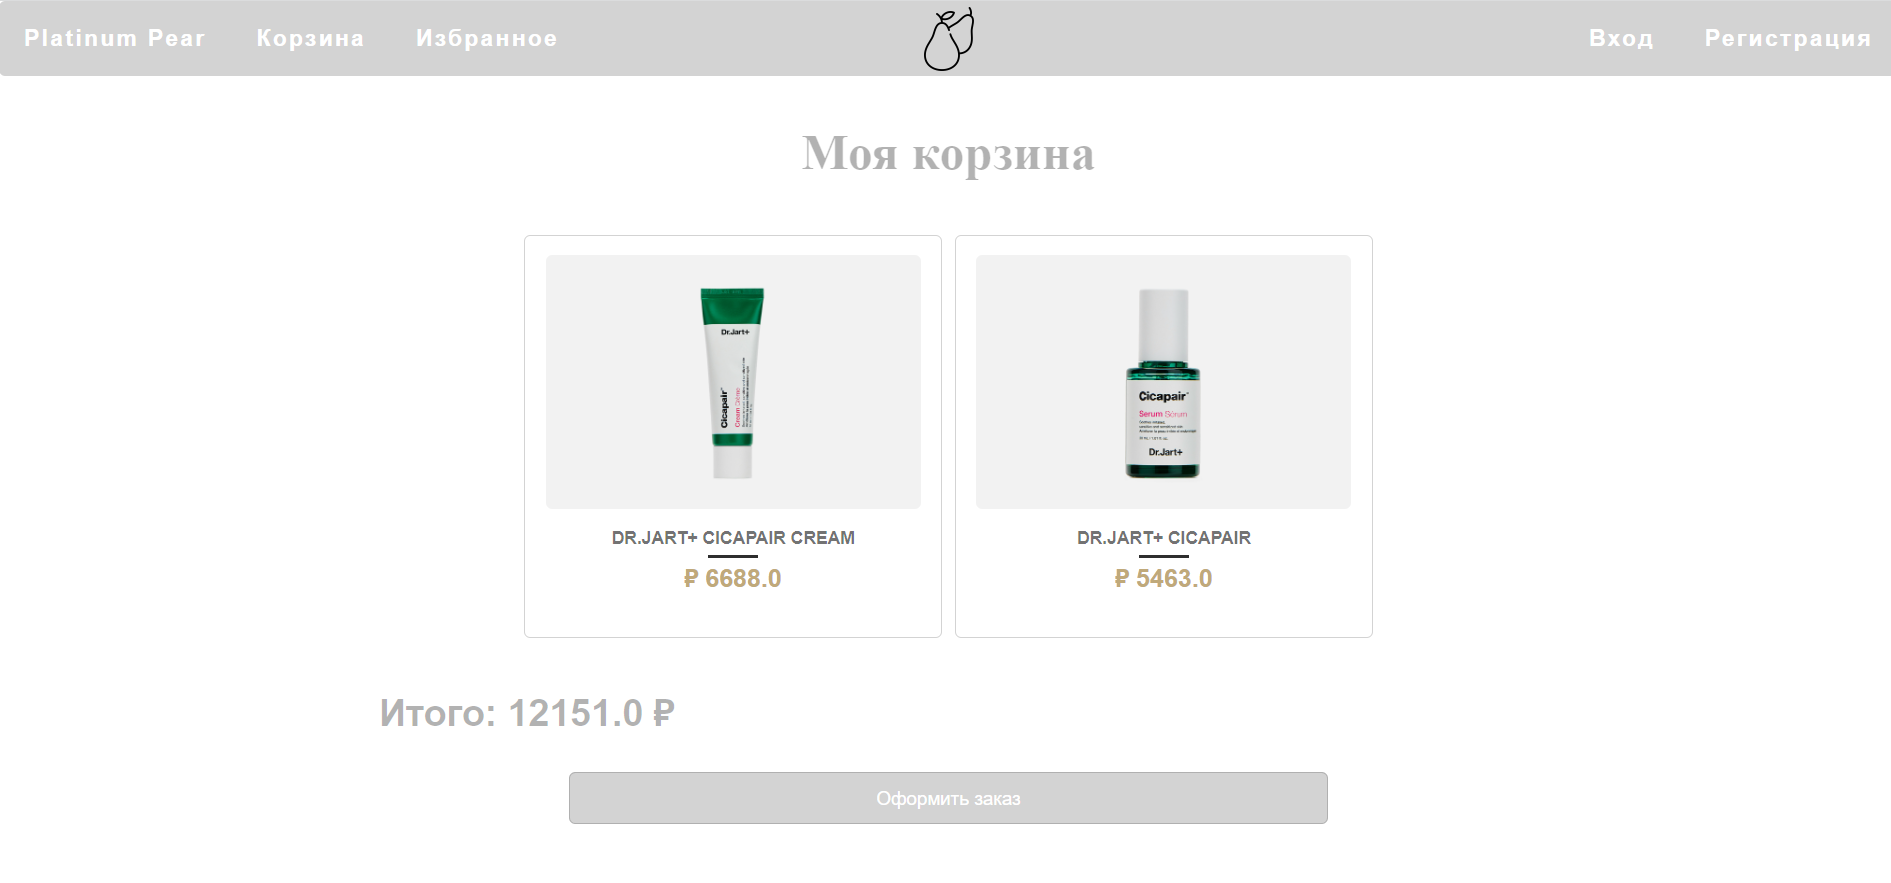 Platinum Pear Корзина Избранное Вход Регистрация
Моя корзина
Dr.Jart+
Cicapair
Cream Crème
Cicapair
Serum Sérum
Dr.Jart+
DR.JART+ CICAPAIR CREAM
₽ 6688.0
DR.JART+ CICAPAIR
₽ 5463.0
Итого: 12151.0 ₽
Оформить заказ